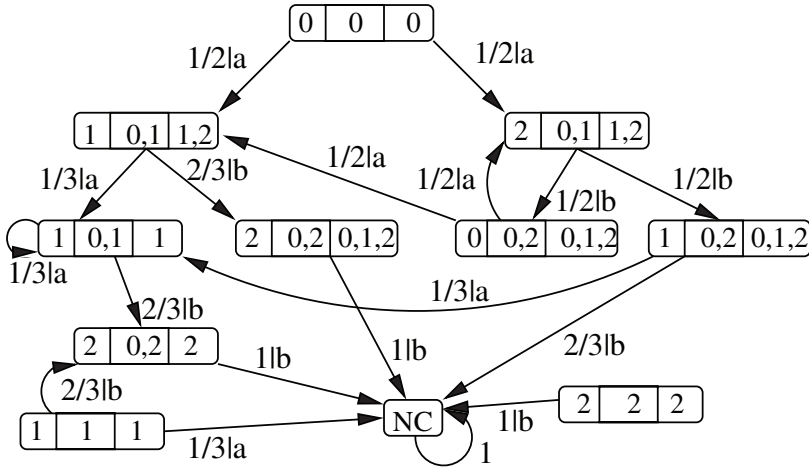 0 0 0
1/2|a 1/2|a
1 0,1 1,2 2 0,1 1,2
1/3|a 2/3|b 1/2|a 1/2|a 1/2|b 1/2|b
1 0,1 1 2 0,2 0,1,2 0 0,2 0,1,2 1 0,2 0,1,2
1/3|a 1/3|a
2/3|b
2 0,2 2 1|b 1|b 2/3|b
2/3|b
1 1 1 NC 2 2 2
1/3|a 1|b
1